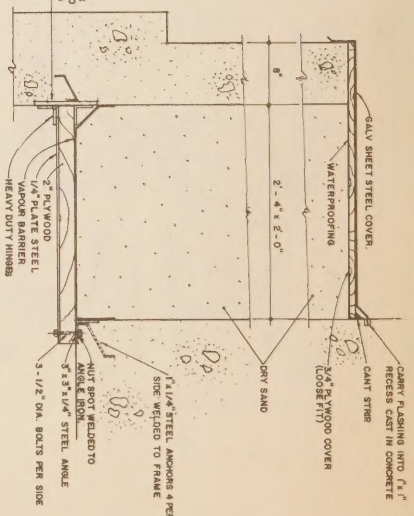 CARRY FLASHING INTO 1" x 1"
RECESS CAST IN CONCRETE
CANT STRIP
GALV SHEET STEEL COVER.
WATERPROOFING
3/4" PLYWOOD COVER
(LOOSE FIT)
8"
2' - 4" x 2' - 0"
DRY SAND
1" x 1/4" STEEL ANCHORS 4 PER
SIDE WELDED TO FRAME
NUT SPOT WELDED TO
ANGLE IRON.
3" x 3" x 1/4" STEEL ANGLE
3 - 1/2" DIA. BOLTS PER SIDE
2" PLYWOOD
1/4" PLATE STEEL
VAPOUR BARRIER
HEAVY DUTY HINGES